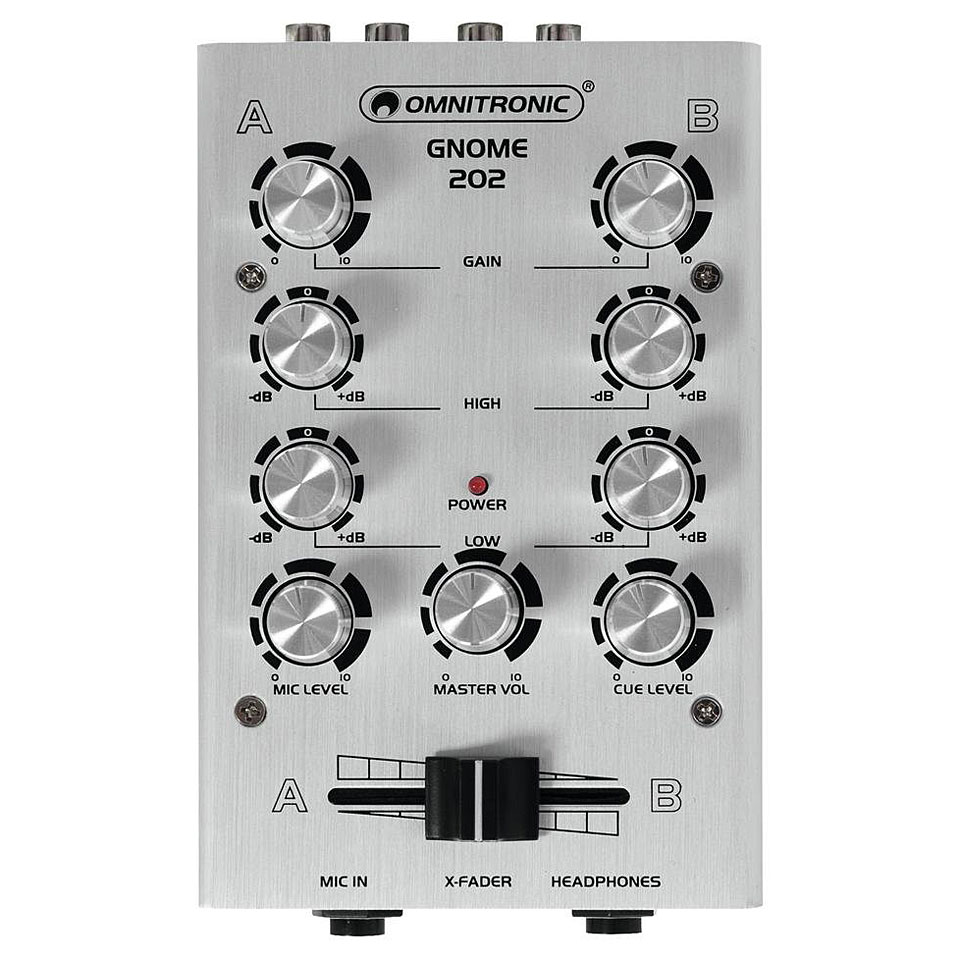 A
OMNITRONIC®
B
GNOME
202
0 10
GAIN
0 10
0
0
-dB +dB
HIGH
-dB +dB
0
0
POWER
-dB +dB
LOW
-dB +dB
0 10
MIC LEVEL
0 10
MASTER VOL
0 10
CUE LEVEL
A
B
MIC IN
X-FADER
HEADPHONES